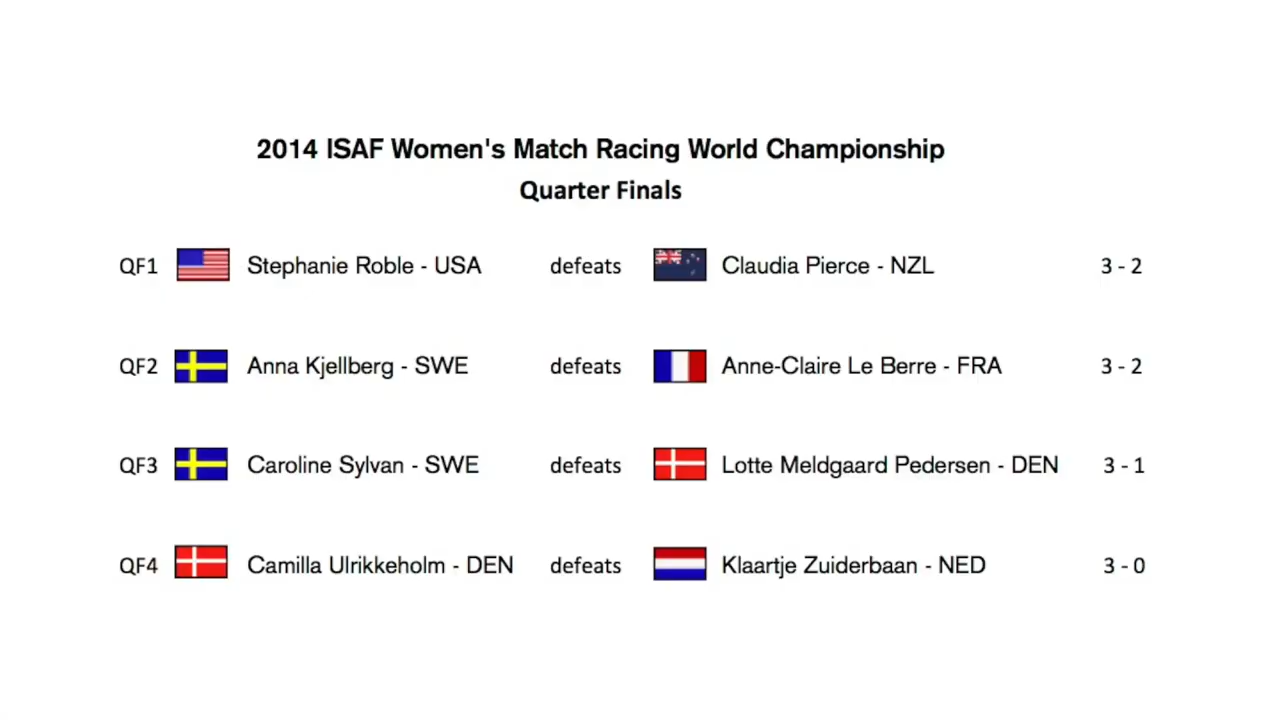 2014 ISAF Women's Match Racing World Championship
Quarter Finals
QF1 Stephanie Roble - USA defeats Claudia Pierce - NZL 3 - 2
QF2 Anna Kjellberg - SWE defeats Anne-Claire Le Berre - FRA 3 - 2
QF3 Caroline Sylvan - SWE defeats Lotte Meldgaard Pedersen - DEN 3 - 1
QF4 Camilla Ulrikkeholm - DEN defeats Klaartje Zuiderbaan - NED 3 - 0